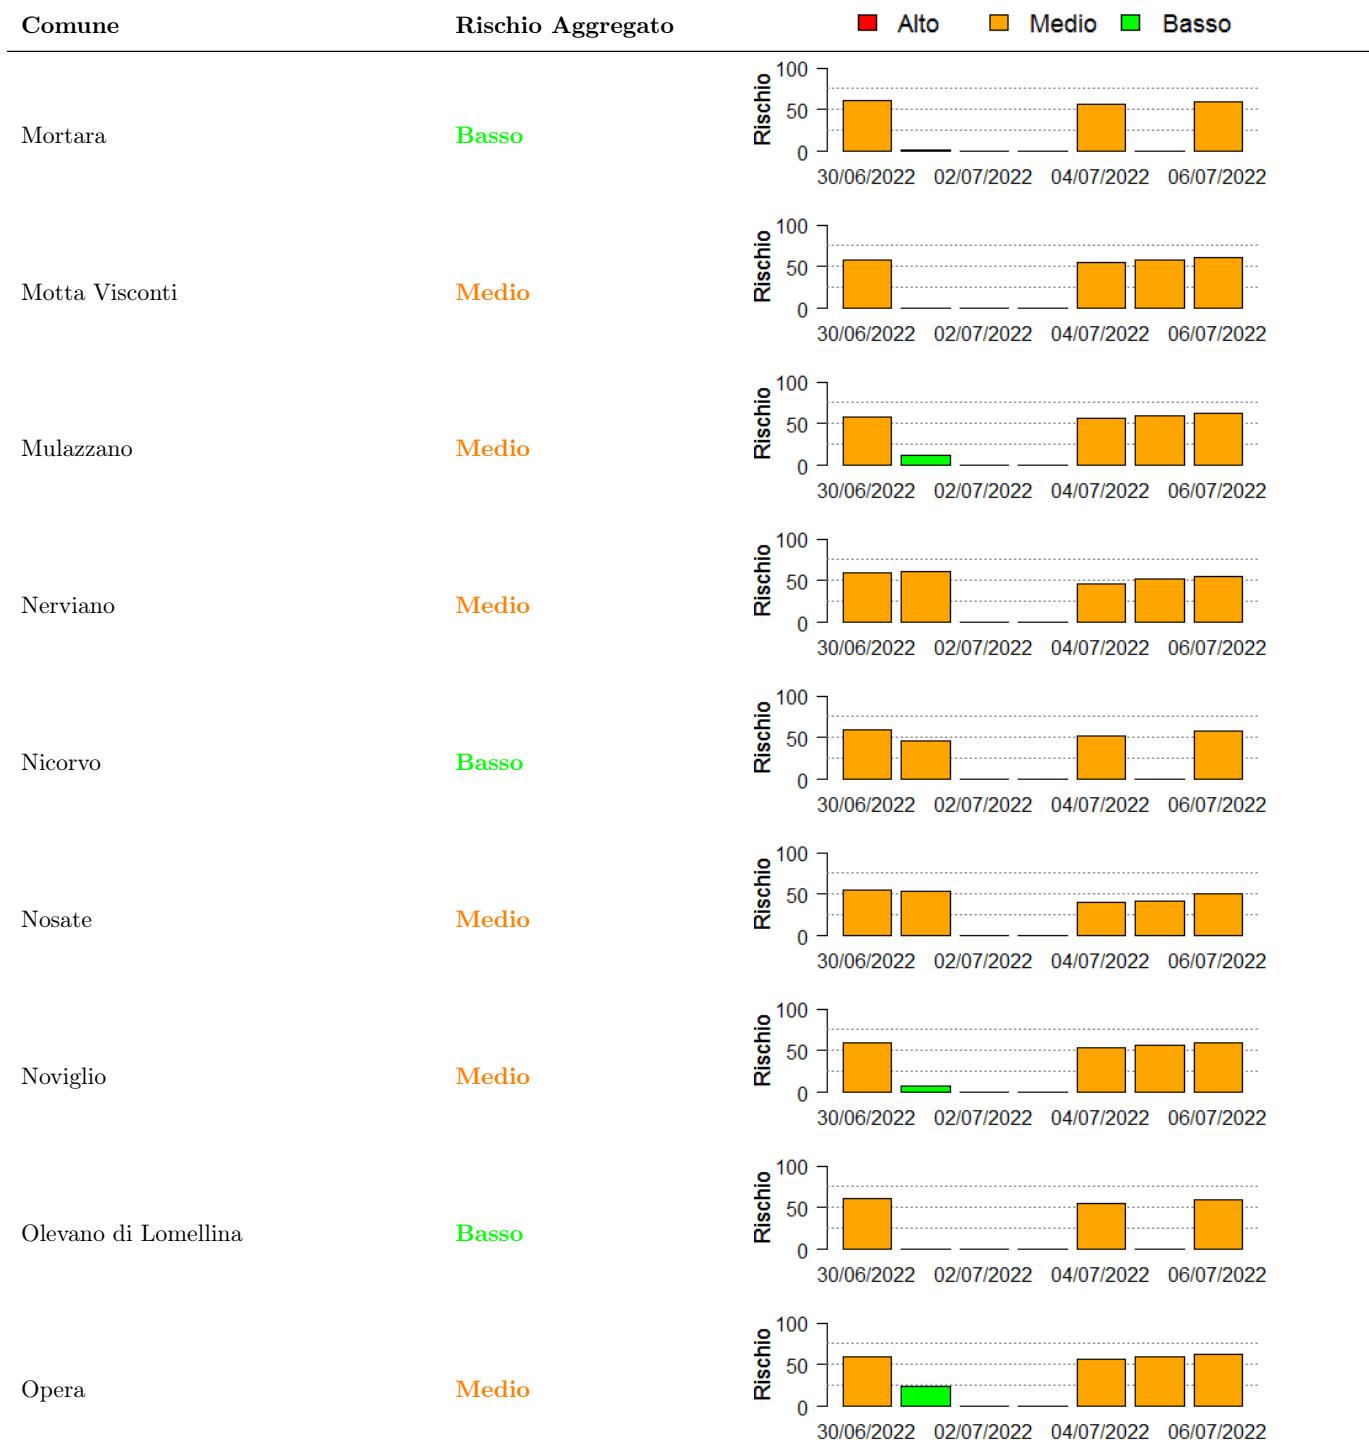 Comune Rischio Aggregato Alto Medio Basso
Mortara Basso Rischio 100 50 0
30/06/2022 02/07/2022 04/07/2022 06/07/2022
Motta Visconti Medio Rischio 100 50 0
30/06/2022 02/07/2022 04/07/2022 06/07/2022
Mulazzano Medio Rischio 100 50 0
30/06/2022 02/07/2022 04/07/2022 06/07/2022
Nerviano Medio Rischio 100 50 0
30/06/2022 02/07/2022 04/07/2022 06/07/2022
Nicorvo Basso Rischio 100 50 0
30/06/2022 02/07/2022 04/07/2022 06/07/2022
Nosate Medio Rischio 100 50 0
30/06/2022 02/07/2022 04/07/2022 06/07/2022
Noviglio Medio Rischio 100 50 0
30/06/2022 02/07/2022 04/07/2022 06/07/2022
Olevano di Lomellina Basso Rischio 100 50 0
30/06/2022 02/07/2022 04/07/2022 06/07/2022
Opera Medio Rischio 100 50 0
30/06/2022 02/07/2022 04/07/2022 06/07/2022